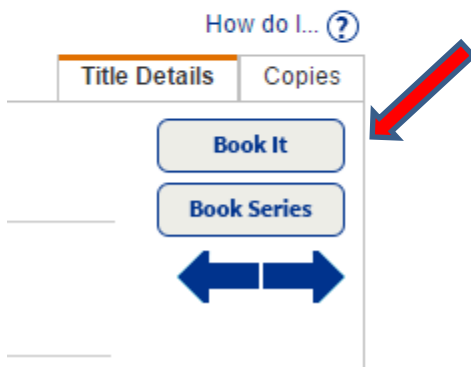 How do I... ?
Title Details Copies
Book It
Book Series